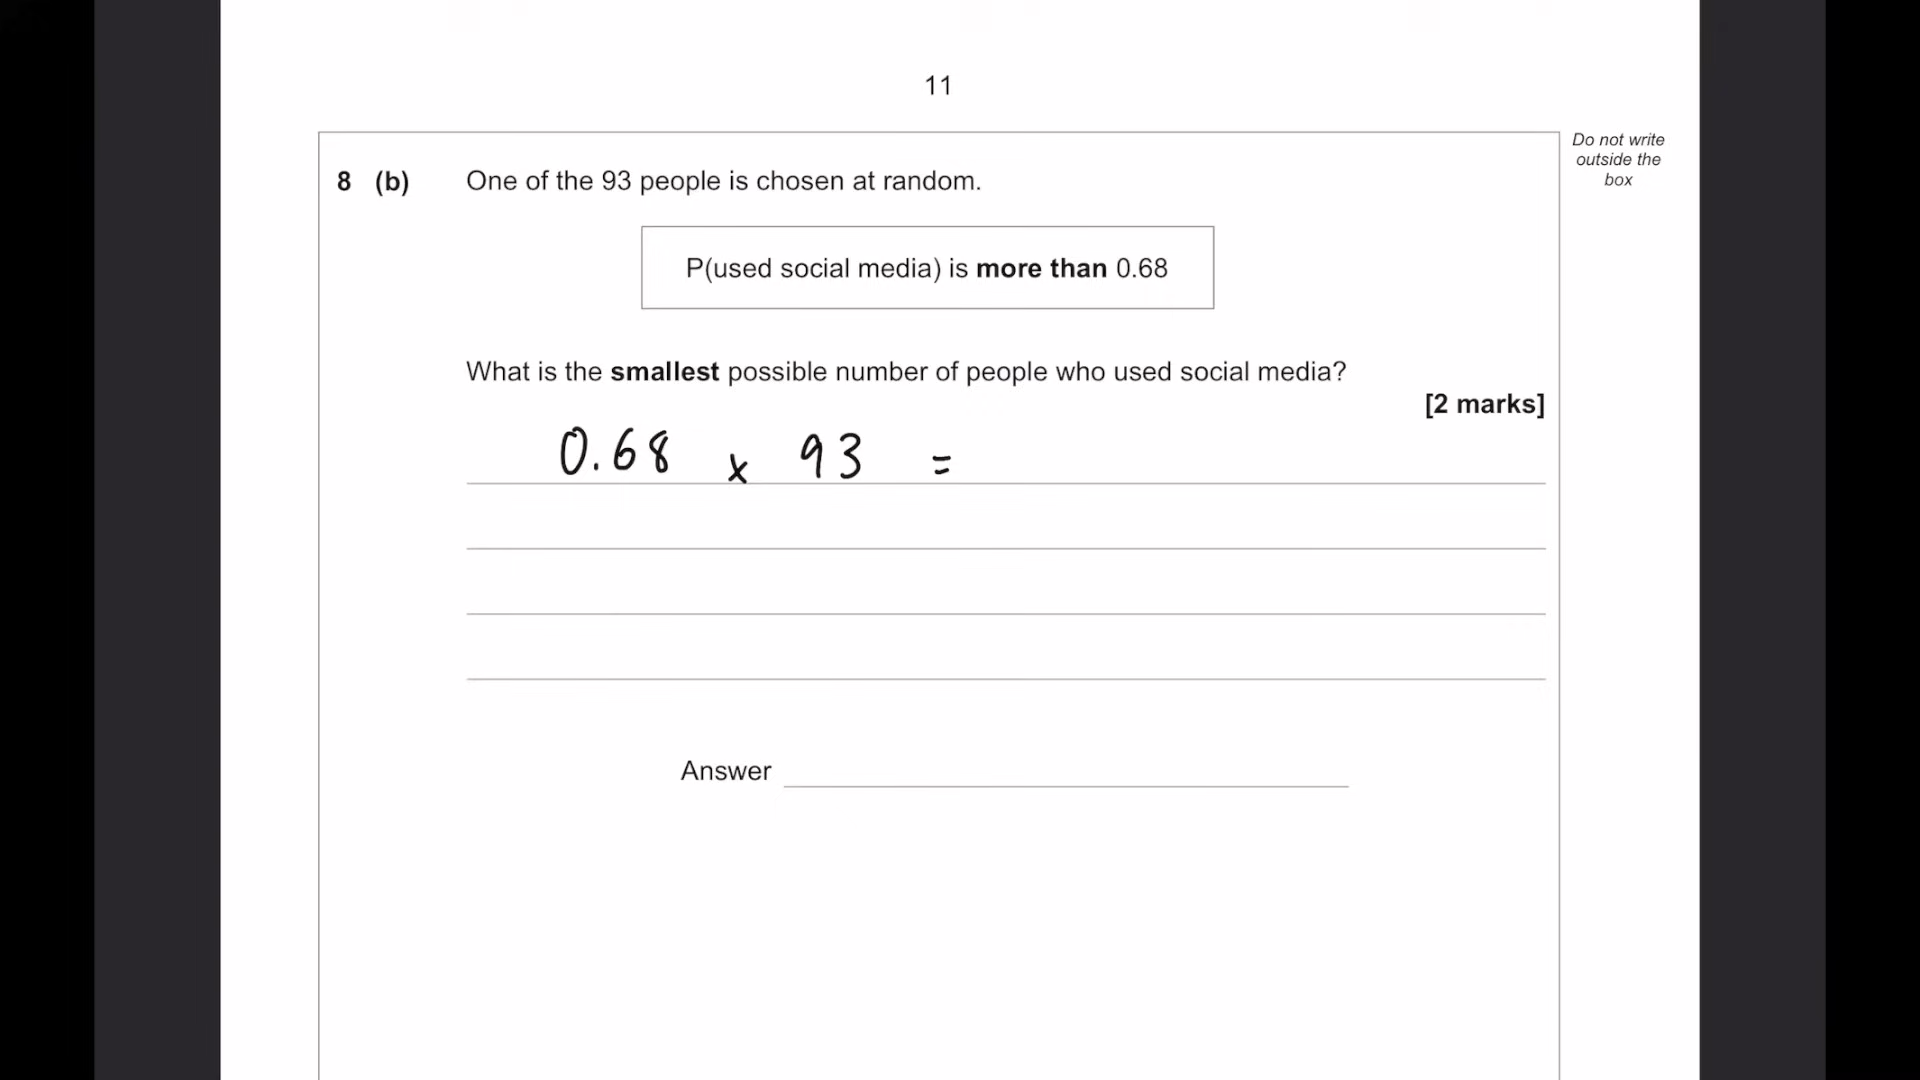 11
Do not write
outside the
box
8 (b) One of the 93 people is chosen at random.
P(used social media) is more than 0.68
What is the smallest possible number of people who used social media?
[2 marks]
0.68 x 93 =
Answer